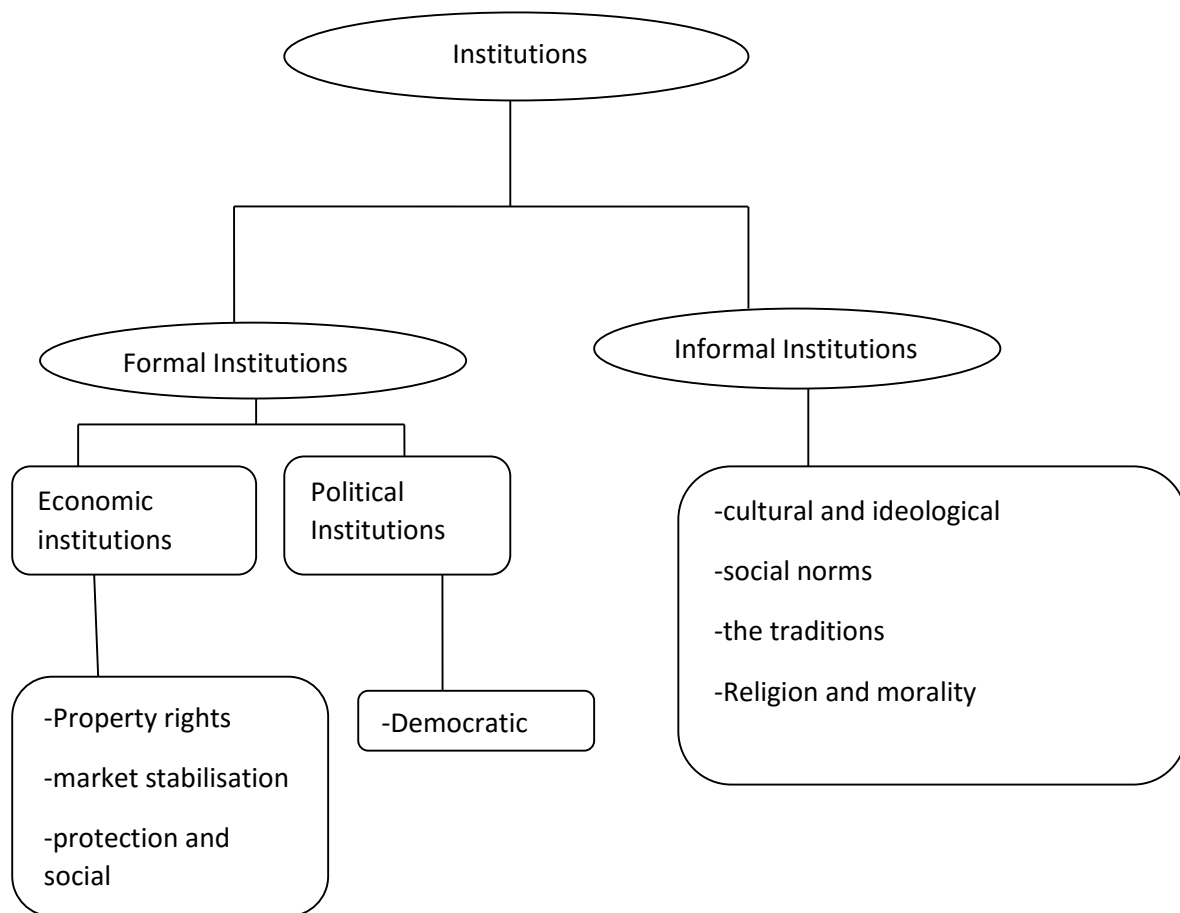 Institutions
Formal Institutions
Informal Institutions
Economic
institutions
Political
Institutions
-cultural and ideological
-social norms
-the traditions
-Religion and morality
-Property rights
-market stabilisation
-protection and
social
-Democratic